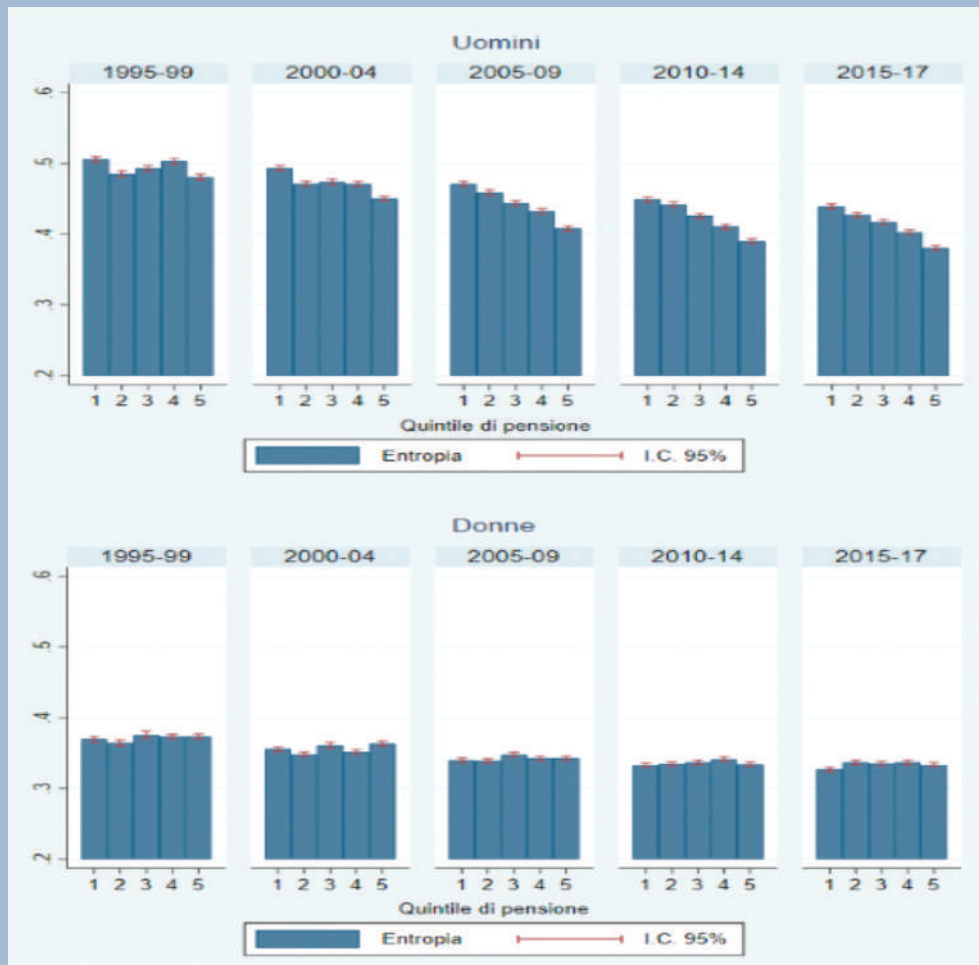 Uomini
1995-99 2000-04 2005-09 2010-14 2015-17
.6
.5
.4
.3
.2
1 2 3 4 5 1 2 3 4 5 1 2 3 4 5 1 2 3 4 5 1 2 3 4 5
Quintile di pensione
Entropia I.C. 95%
Donne
1995-99 2000-04 2005-09 2010-14 2015-17
.6
.5
.4
.3
.2
1 2 3 4 5 1 2 3 4 5 1 2 3 4 5 1 2 3 4 5 1 2 3 4 5
Quintile di pensione
Entropia I.C. 95%